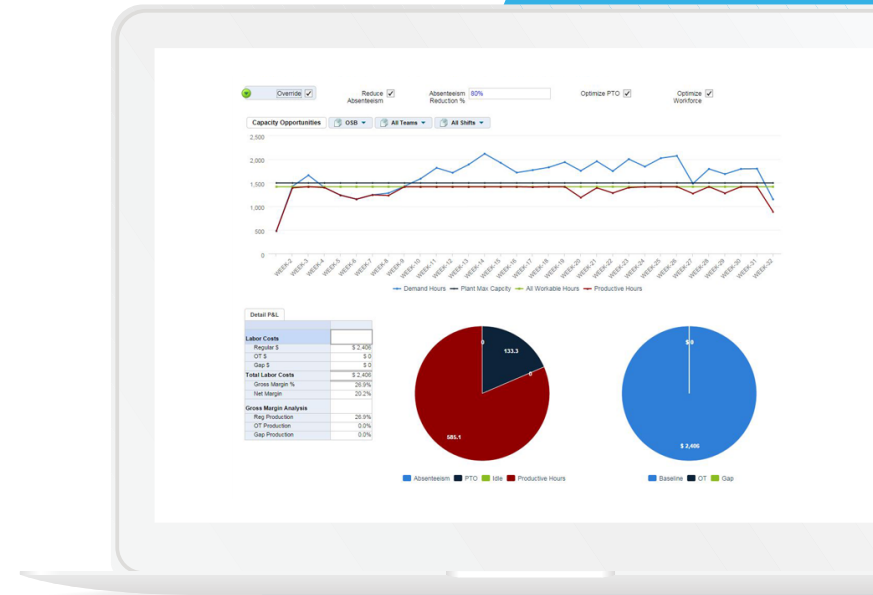 Override
Reduce Absenteeism
Absenteeism Reduction %
80%
Optimize PTO
Optimize Workforce
Capacity Opportunities
OSB
All Teams
All Shifts
2,500
2,000
1,500
1,000
500
0
WEEK-2 WEEK-3 WEEK-4 WEEK-5 WEEK-6 WEEK-7 WEEK-8 WEEK-9 WEEK-10 WEEK-11 WEEK-12 WEEK-13 WEEK-14 WEEK-15 WEEK-16 WEEK-17 WEEK-18 WEEK-19 WEEK-20 WEEK-21 WEEK-22 WEEK-23 WEEK-24 WEEK-25 WEEK-26 WEEK-27 WEEK-28 WEEK-29 WEEK-30 WEEK-31 WEEK-32
Demand Hours Plant Max Capcity All Workable Hours Productive Hours
Detail P&L
Labor Costs
Regular $ $ 2,406
OT $ $ 0
Gap $ $ 0
Total Labor Costs $ 2,406
Gross Margin % 26.9%
Net Margin 20.2%
Gross Margin Analysis
Reg Production 26.9%
OT Production 0.0%
Gap Production 0.0%
0
133.3
0
585.1
Absenteeism PTO Idle Productive Hours
$ 0
$ 2,406
Baseline OT Gap